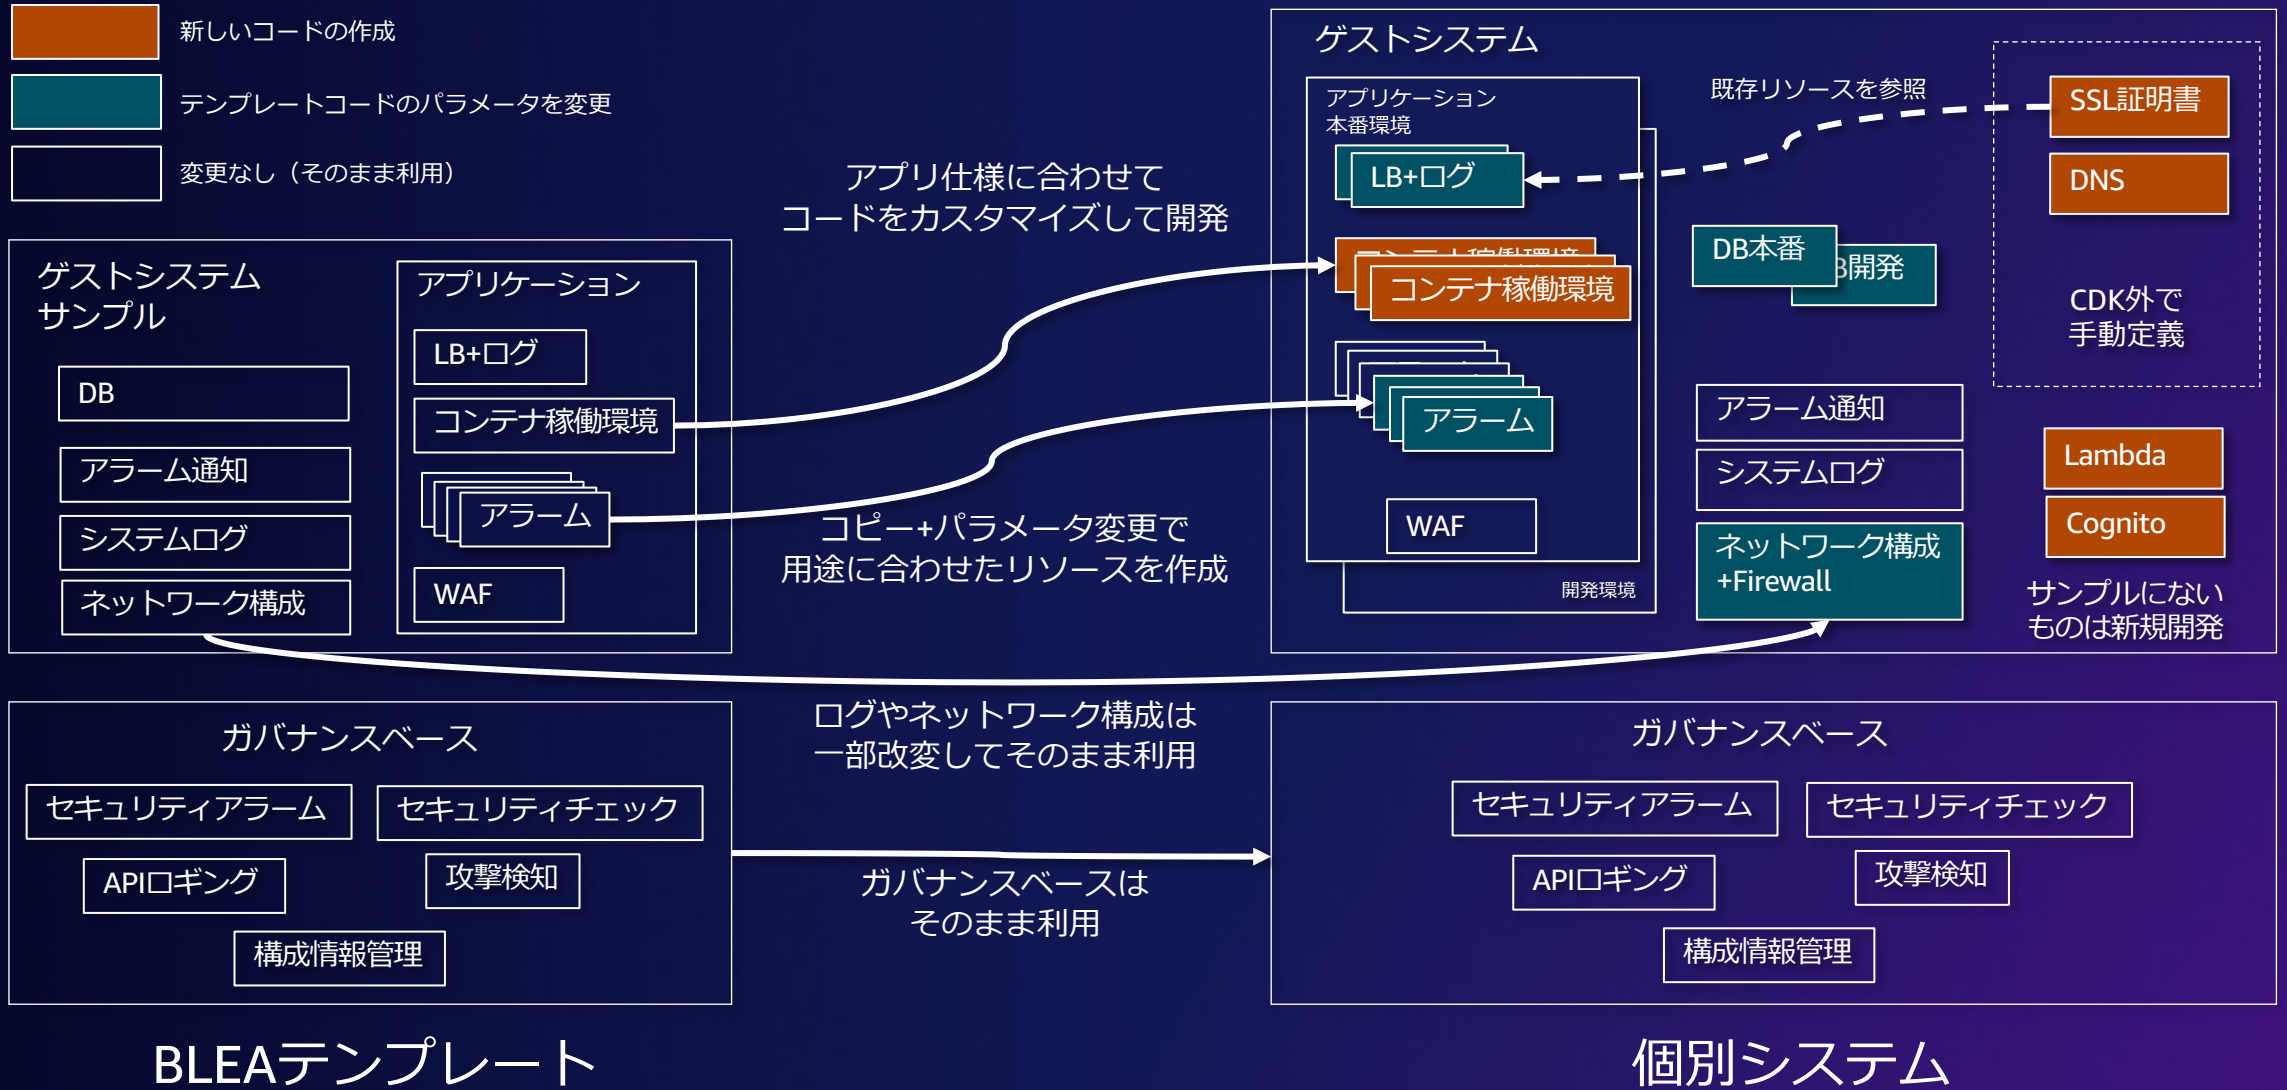 新しいコードの作成
テンプレートコードのパラメータを変更
変更なし（そのまま利用）
ゲストシステム
サンプル
DB
アラーム通知
システムログ
ネットワーク構成
アプリケーション
LB+ログ
コンテナ稼働環境
アラーム
WAF
アプリ仕様に合わせて
コードをカスタマイズして開発
コピー+パラメータ変更で
用途に合わせたリソースを作成
ログやネットワーク構成は
一部改変してそのまま利用
ゲストシステム
アプリケーション
本番環境
LB+ログ
コンテナ稼働環境
コンテナ稼働環境
アラーム
WAF
開発環境
既存リソースを参照
SSL証明書
DNS
CDK外で
手動定義
DB本番
B開発
アラーム通知
システムログ
ネットワーク構成
+Firewall
Lambda
Cognito
サンプルにない
ものは新規開発
ガバナンスベース
セキュリティアラーム
セキュリティチェック
APIロギング
攻撃検知
構成情報管理
ガバナンスベースは
そのまま利用
ガバナンスベース
セキュリティアラーム
セキュリティチェック
APIロギング
攻撃検知
構成情報管理
BLEAテンプレート
個別システム